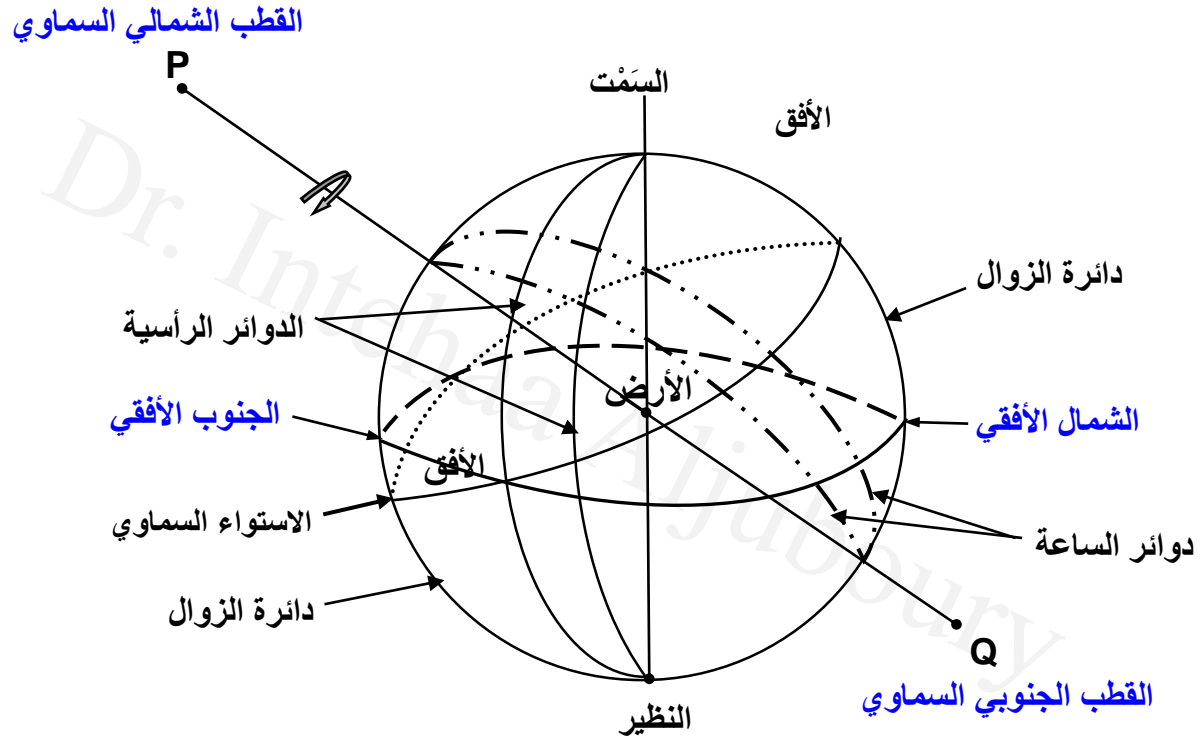 القطب الشمالي السماوي
P
السَمْت
الأفق
دائرة الزوال
الدوائر الرأسية
الأرض
الجنوب الأفقي
الشمال الأفقي
الأفق
الاستواء السماوي
دوائر الساعة
دائرة الزوال
Q
القطب الجنوبي السماوي
النظير
Dr. Intehaa Aljuboury